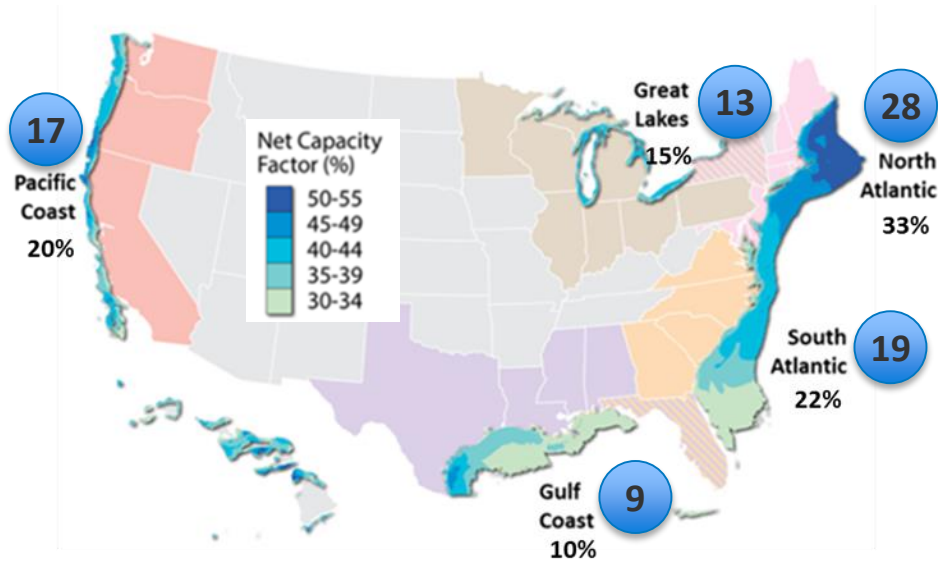 17
Pacific
Coast
20%
Net Capacity
Factor (%)
50-55
45-49
40-44
35-39
30-34
Great
Lakes
15%
13
28
North
Atlantic
33%
South
Atlantic
22%
19
Gulf
Coast
10%
9